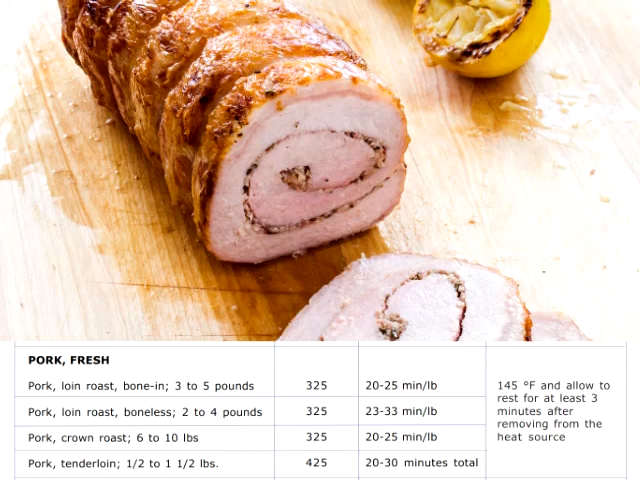 PORK, FRESH
Pork, loin roast, bone-in; 3 to 5 pounds 325 20-25 min/lb 145 °F and allow to
rest for at least 3
minutes after
removing from the
heat source
Pork, loin roast, boneless; 2 to 4 pounds 325 23-33 min/lb
Pork, crown roast; 6 to 10 lbs 325 20-25 min/lb
Pork, tenderloin; 1/2 to 1 1/2 lbs. 425 20-30 minutes total